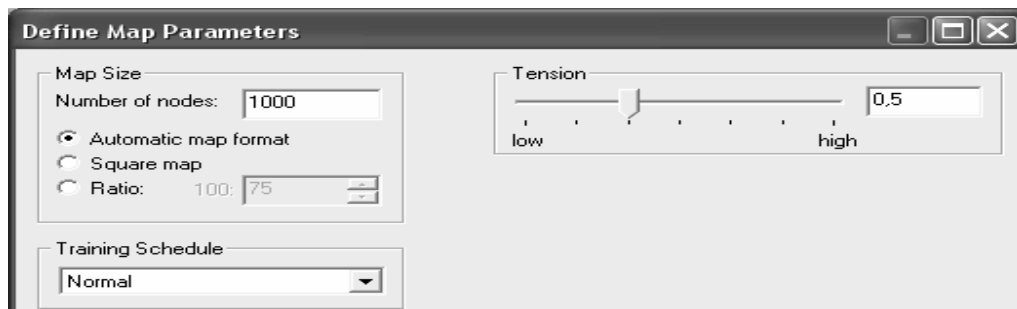 Define Map Parameters
Map Size
Number of nodes: 1000
Automatic map format
Square map
Ratio: 100: 75
Training Schedule
Normal
Tension
0,5
low high